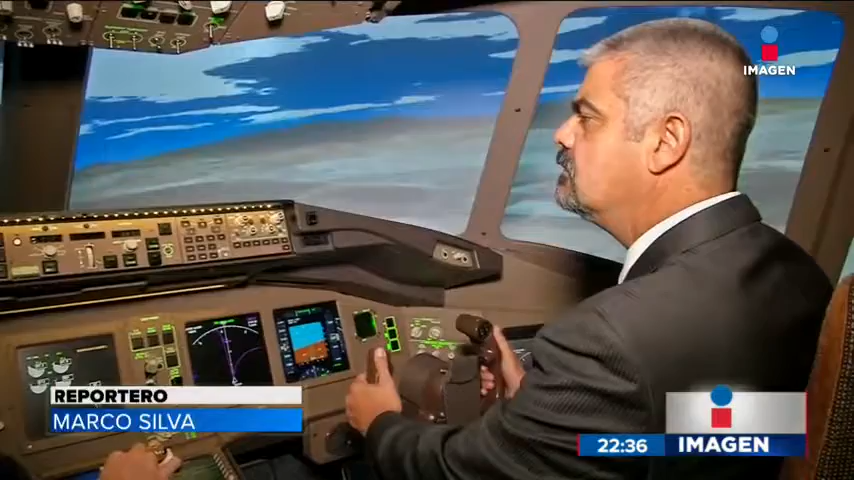 IMAGEN
REPORTERO
MARCO SILVA
22:36
IMAGEN